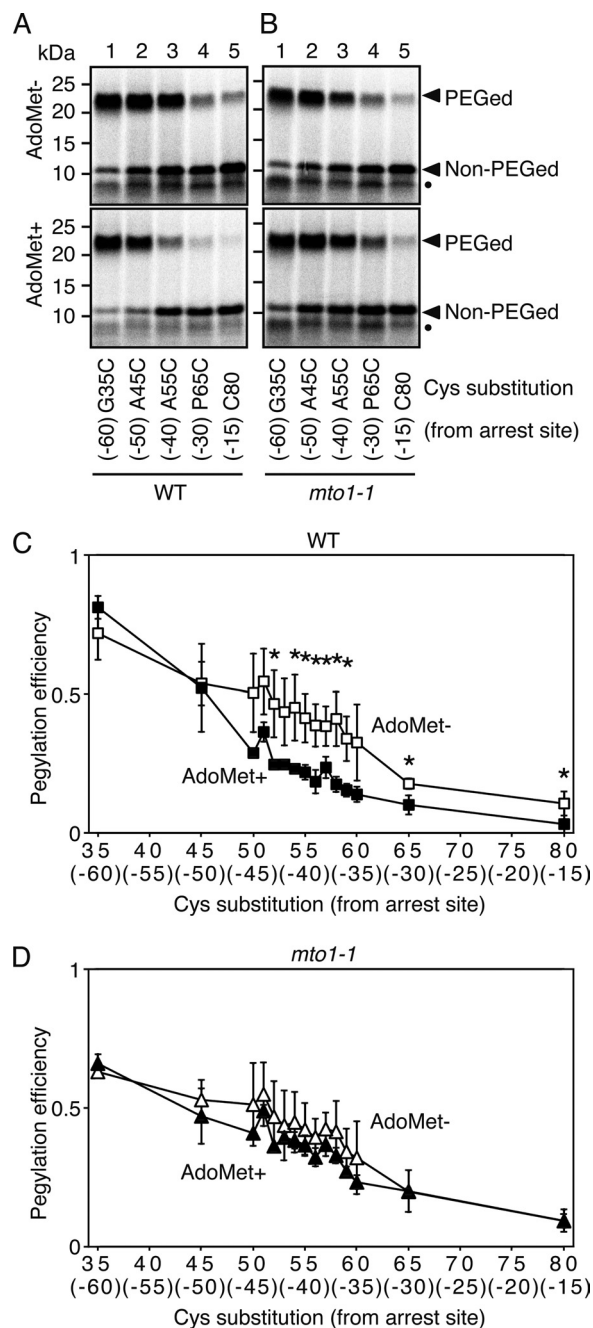 A B
kDa 1 2 3 4 5 1 2 3 4 5
AdoMet-
25
20
15
10
PEGed
Non-PEGed
AdoMet+
25
20
15
10
PEGed
Non-PEGed
(-60) G35C
(-50) A45C
(-40) A55C
(-30) P65C
(-15) C80
(-60) G35C
(-50) A45C
(-40) A55C
(-30) P65C
(-15) C80
Cys substitution
(from arrest site)
WT mto1-1
C
WT
Pegylation efficiency
1
0.5
0
* * * * * * * *
* *
AdoMet-
AdoMet+
35 40 45 50 55 60 65 70 75 80
(-60)(-55)(-50)(-45)(-40)(-35)(-30)(-25)(-20)(-15)
Cys substitution (from arrest site)
D
mto1-1
Pegylation efficiency
1
0.5
0
AdoMet-
AdoMet+
35 40 45 50 55 60 65 70 75 80
(-60)(-55)(-50)(-45)(-40)(-35)(-30)(-25)(-20)(-15)
Cys substitution (from arrest site)